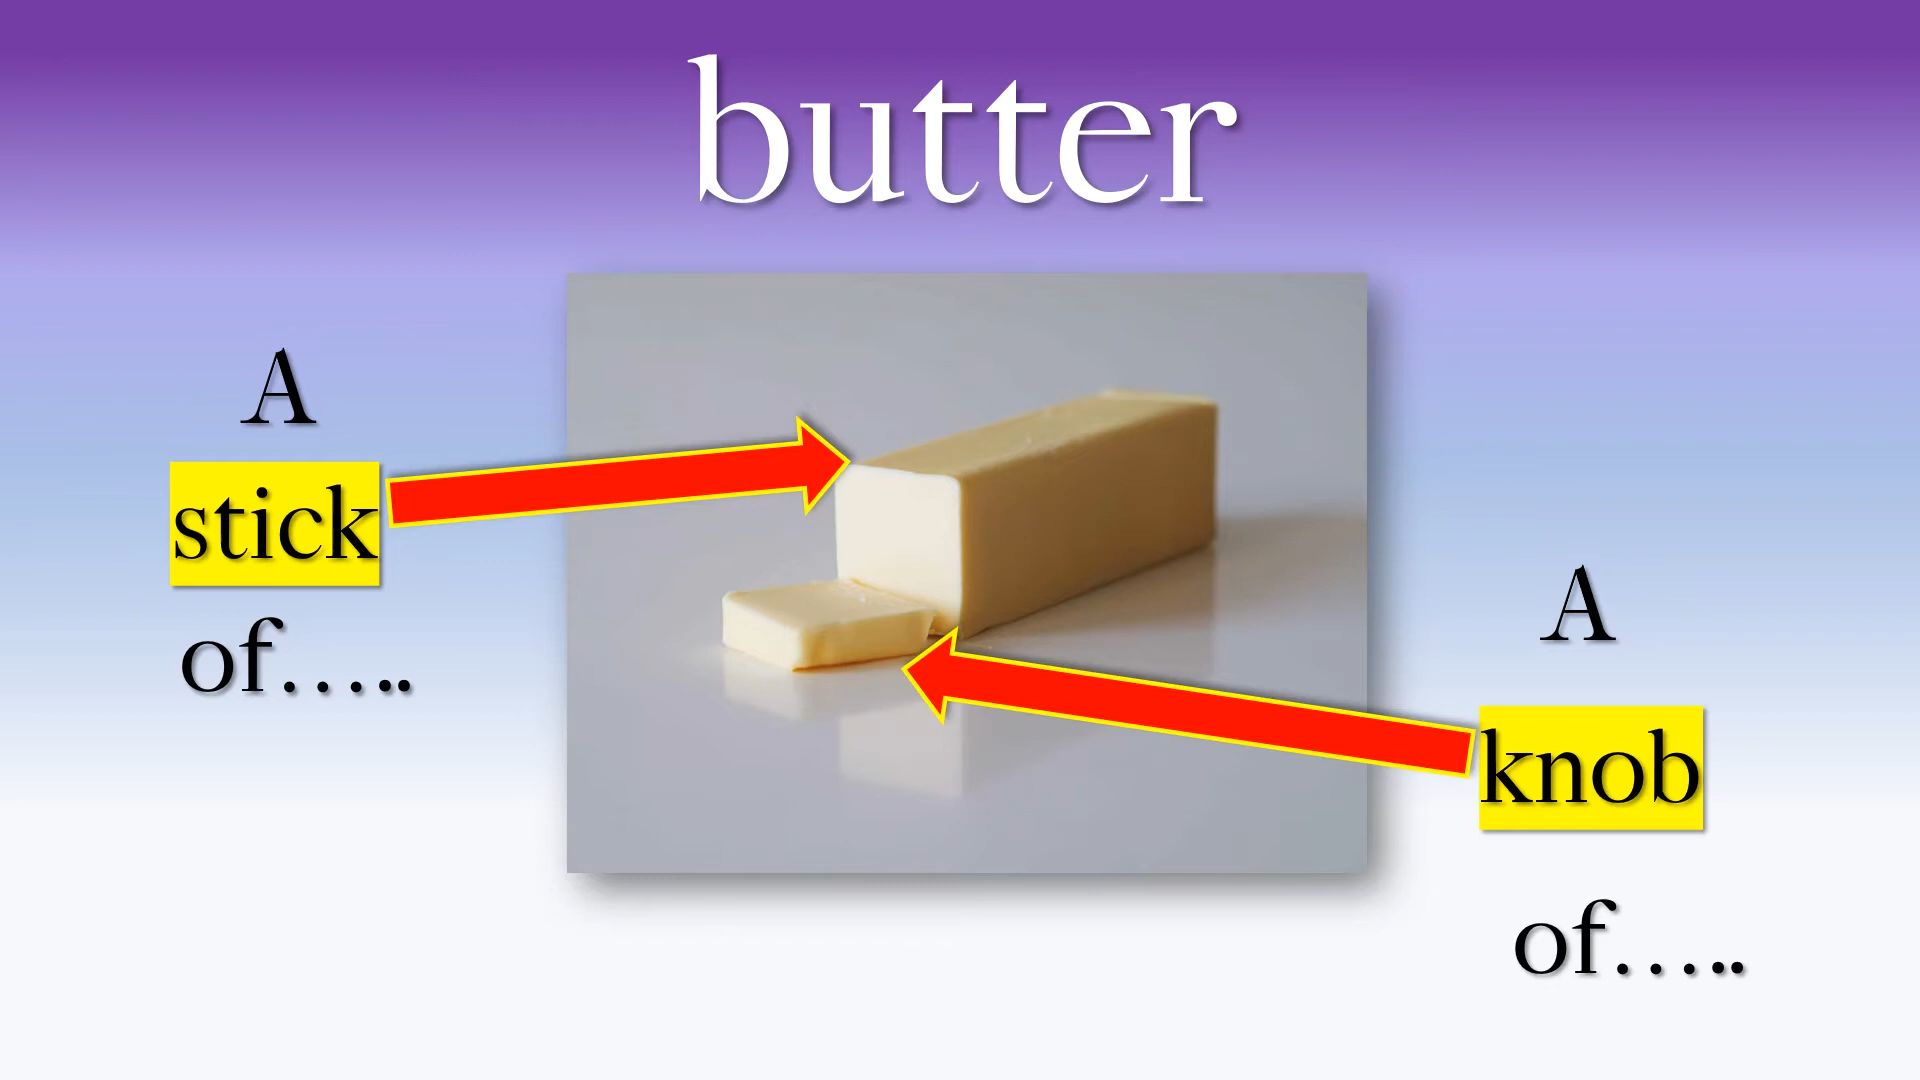 butter
A
stick
of…..
A
knob
of…..